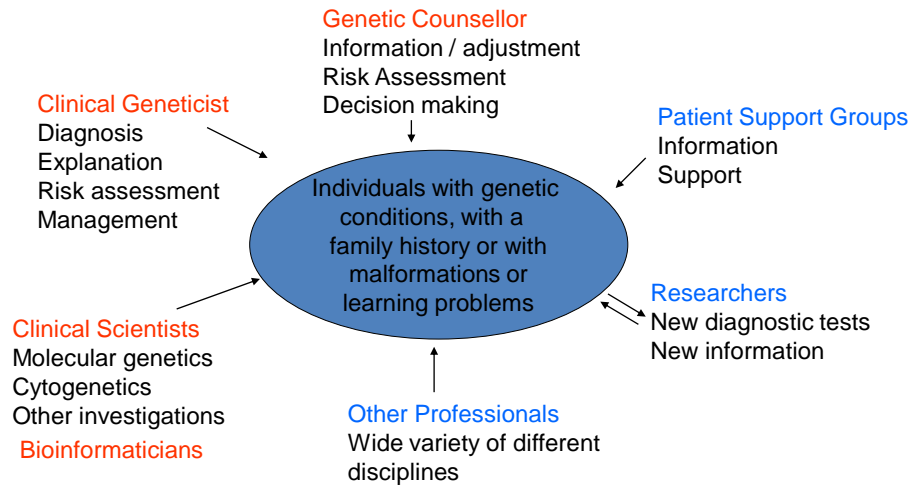 Genetic Counsellor
Information / adjustment
Risk Assessment
Decision making
Clinical Geneticist
Diagnosis
Explanation
Risk assessment
Management
Patient Support Groups
Information
Support
Individuals with genetic
conditions, with a
family history or with
malformations or
learning problems
Clinical Scientists
Molecular genetics
Cytogenetics
Other investigations
Bioinformaticians
Researchers
New diagnostic tests
New information
Other Professionals
Wide variety of different
disciplines